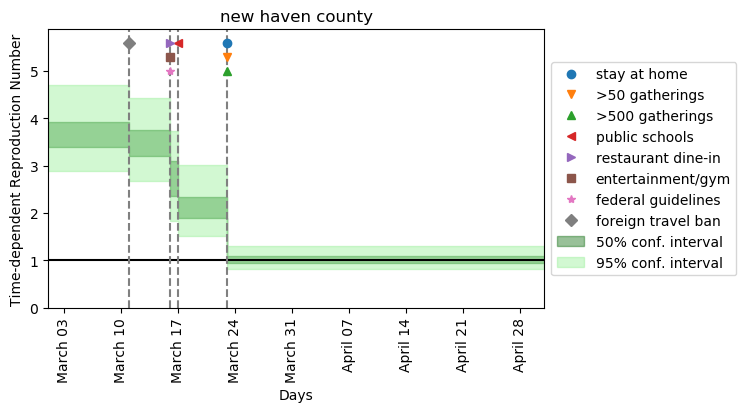 new haven county
Time-dependent Reproduction Number
5
4
3
2
1
0
March 03
March 10
March 17
March 24
March 31
April 07
April 14
April 21
April 28
Days
stay at home
>50 gatherings
>500 gatherings
public schools
restaurant dine-in
entertainment/gym
federal guidelines
foreign travel ban
50% conf. interval
95% conf. interval